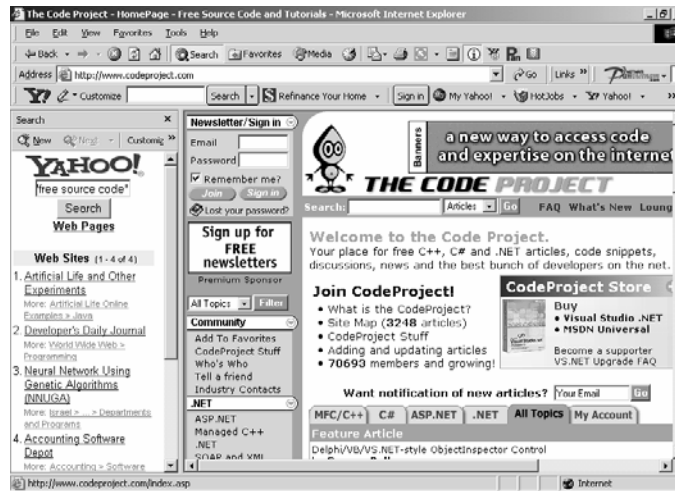 The Code Project - HomePage - Free Source Code and Tutorials - Microsoft Internet Explorer
File Edit View Favorites Tools Help
Back Search Favorites Media
Address http://www.codeproject.com Go Links »
Y! Customize Search Refinance Your Home Sign in My Yahoo! HotJobs Yahoo! »
Search
New Next Customiz »
YAHOO!
"free source code"
Search
Web Pages
Web Sites (1 - 4 of 4)
1. Artificial Life and Other
Experiments
More: Artificial Life Online
Examples > Java
2. Developer's Daily Journal
More: World Wide Web >
Programming
3. Neural Network Using
Genetic Algorithms
(NNUGA)
More: Israel > ... > Departments
and Programs
4. Accounting Software
Depot
More: Accounting > Software
Newsletter/Sign in
Email
Password
Remember me?
Join Sign in
Lost your password?
Sign up for
FREE
newsletters
Premium Sponsor
All Topics Filter
Community
Add To Favorites
CodeProject Stuff
Who's Who
Tell a friend
Industry Contacts
.NET
ASP.NET
Managed C++
.NET
SOAP and XML
Banners
a new way to access code
and expertise on the internet
THE CODE PROJECT
Search: Articles Go FAQ What's New Loung
Welcome to the Code Project.
Your place for free C++, C# and .NET articles, code snippets,
discussions, news and the best bunch of developers on the net.
Join CodeProject!
• What is the CodeProject?
• Site Map (3248 articles)
• CodeProject Stuff
• Adding and updating articles
• 70693 members and growing!
CodeProject Store
Buy
• Visual Studio .NET
• MSDN Universal
Become a supporter
VS.NET Upgrade FAQ
Want notification of new articles? Your Email Go
MFC/C++ C# ASP.NET .NET All Topics My Account
Feature Article
Delphi/VB/VS.NET-style ObjectInspector Control
http://www.codeproject.com/index.asp Internet